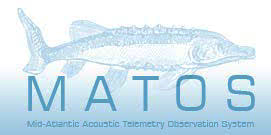 MATOS
Mid-Atlantic Acoustic Telemetry Observation System